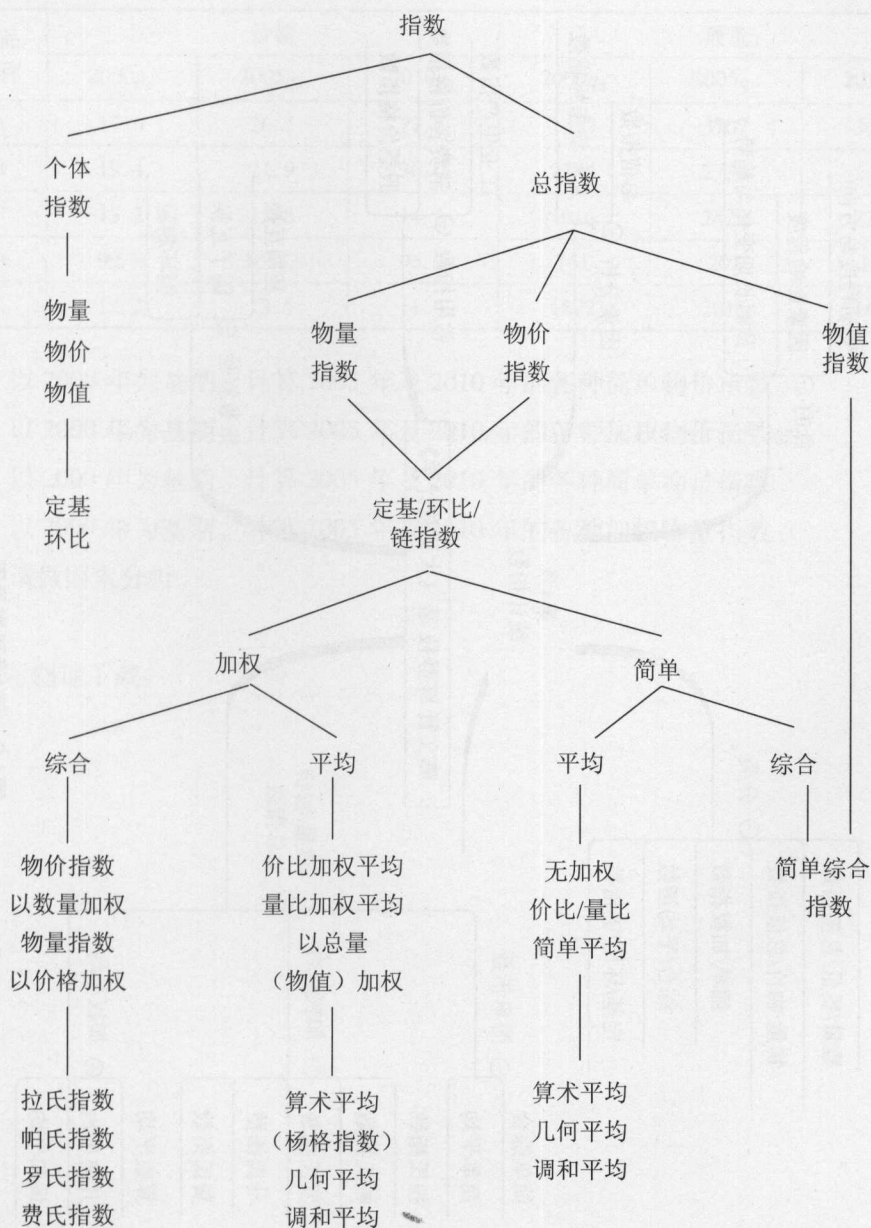 指数
个体
指数
总指数
物量
物价
物值
物量
指数
物价
指数
物值
指数
定基
环比
定基/环比/
链指数
加权
简单
综合
平均
平均
综合
物价指数
以数量加权
物量指数
以价格加权
价比加权平均
量比加权平均
以总量
（物值）加权
无加权
价比/量比
简单平均
简单综合
指数
拉氏指数
帕氏指数
罗氏指数
费氏指数
算术平均
（杨格指数）
几何平均
调和平均
算术平均
几何平均
调和平均